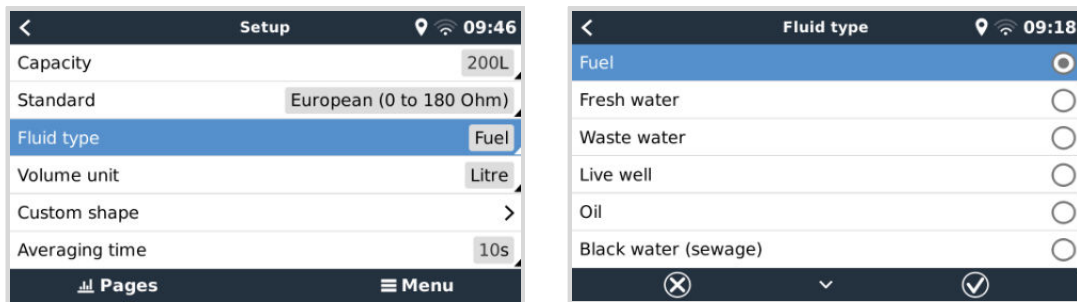 Setup 09:46
Capacity 200L
Standard European (0 to 180 Ohm)
Fluid type Fuel
Volume unit Litre
Custom shape
Averaging time 10s
Pages Menu
Fluid type 09:18
Fuel
Fresh water
Waste water
Live well
Oil
Black water (sewage)